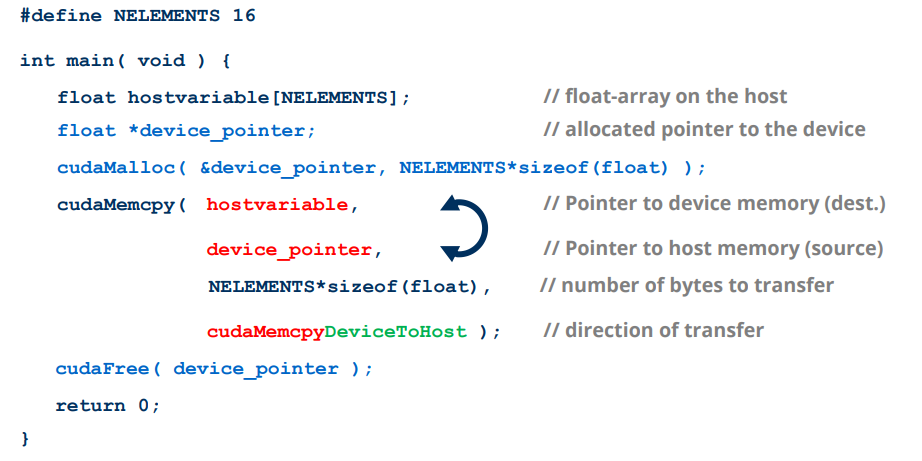 #define NELEMENTS 16
int main( void ) {
float hostvariable[NELEMENTS]; // float-array on the host
float *device_pointer; // allocated pointer to the device
cudaMalloc( &device_pointer, NELEMENTS*sizeof(float) );
cudaMemcpy( hostvariable, // Pointer to device memory (dest.)
device_pointer, // Pointer to host memory (source)
NELEMENTS*sizeof(float), // number of bytes to transfer
cudaMemcpyDeviceToHost ); // direction of transfer
cudaFree( device_pointer );
return 0;
}